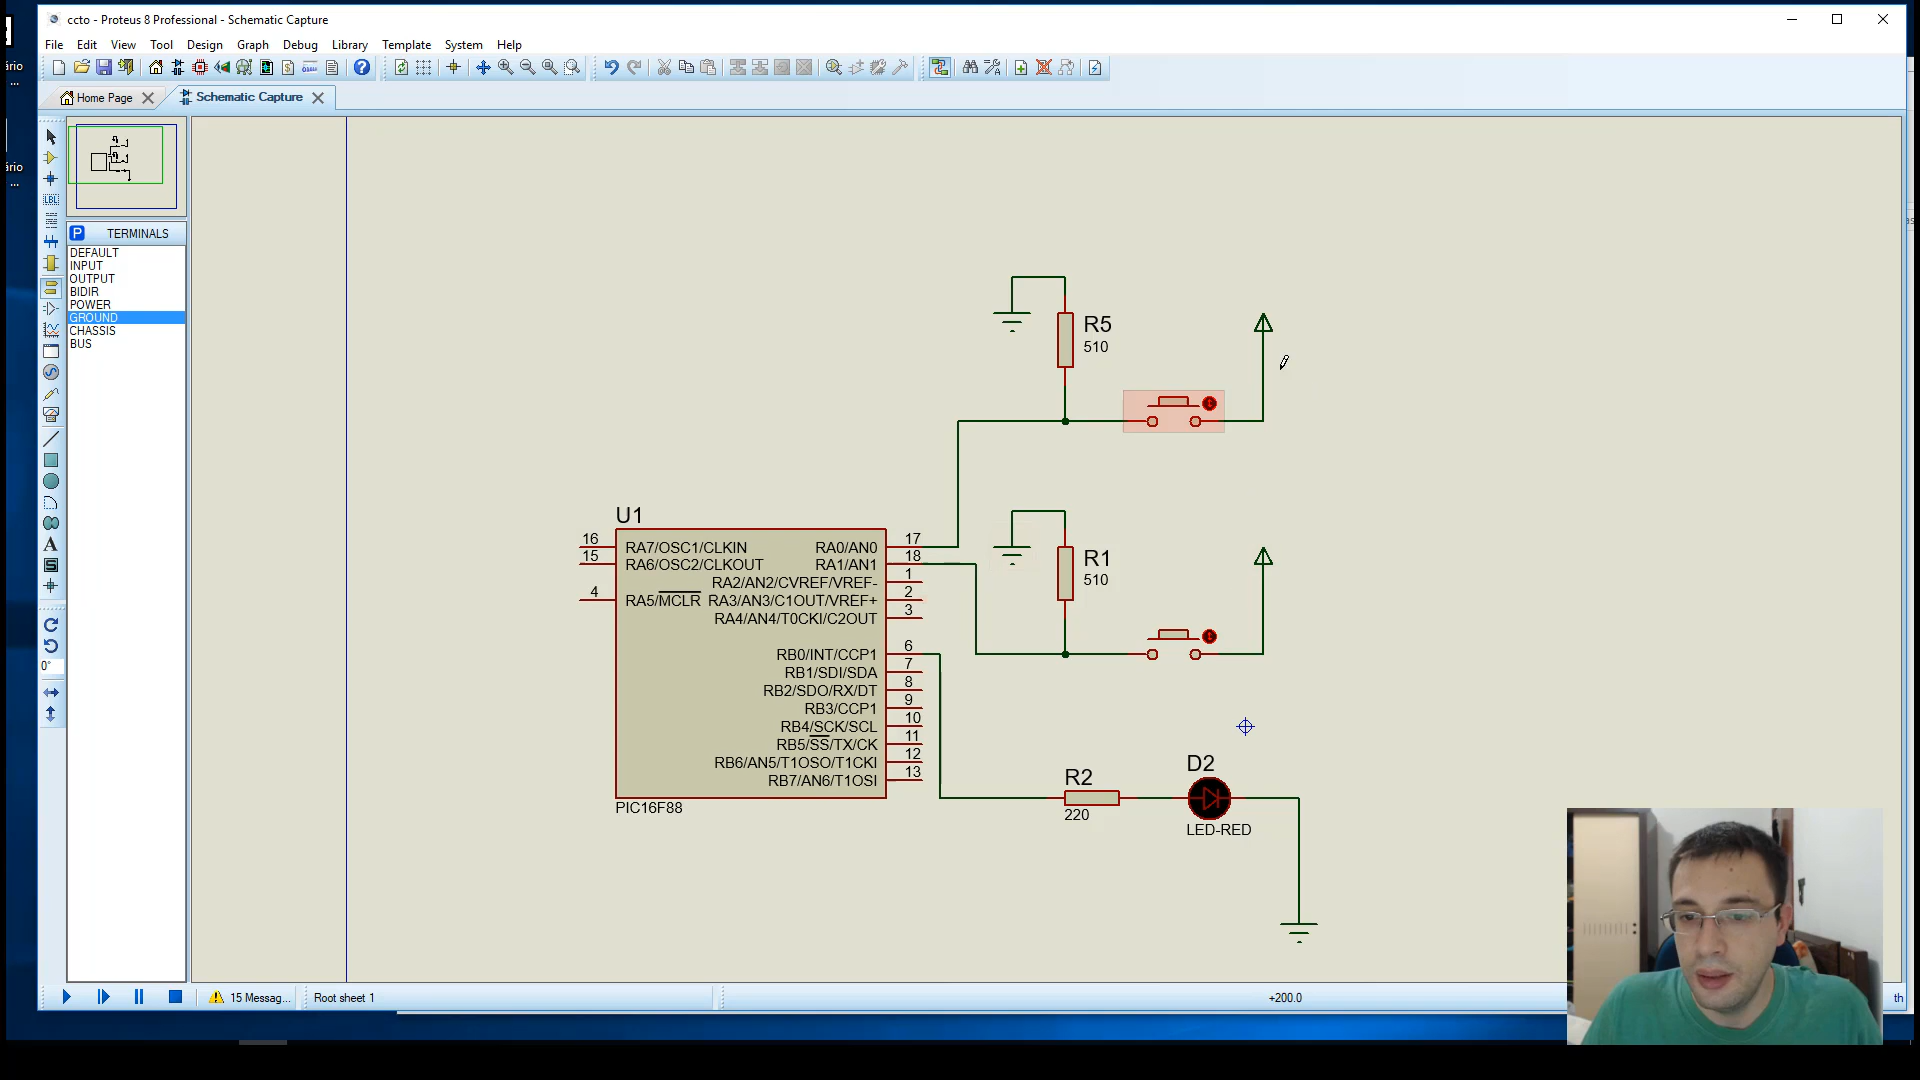 ário
...
ário
...
ccto - Proteus 8 Professional - Schematic Capture
File Edit View Tool Design Graph Debug Library Template System Help
Home Page
Schematic Capture
P TERMINALS
DEFAULT
INPUT
OUTPUT
BIDIR
POWER
GROUND
CHASSIS
BUS
LBL
A
S
0°
R5
510
U1
16 RA7/OSC1/CLKIN
15 RA6/OSC2/CLKOUT
4 RA5/MCLR
RA0/AN0 17
RA1/AN1 18
RA2/AN2/CVREF/VREF- 1
RA3/AN3/C1OUT/VREF+ 2
RA4/AN4/T0CKI/C2OUT 3
RB0/INT/CCP1 6
RB1/SDI/SDA 7
RB2/SDO/RX/DT 8
RB3/CCP1 9
RB4/SCK/SCL 10
RB5/SS/TX/CK 11
RB6/AN5/T1OSO/T1CKI 12
RB7/AN6/T1OSI 13
PIC16F88
R1
510
R2
220
D2
LED-RED
15 Messag...
Root sheet 1
+200.0
th